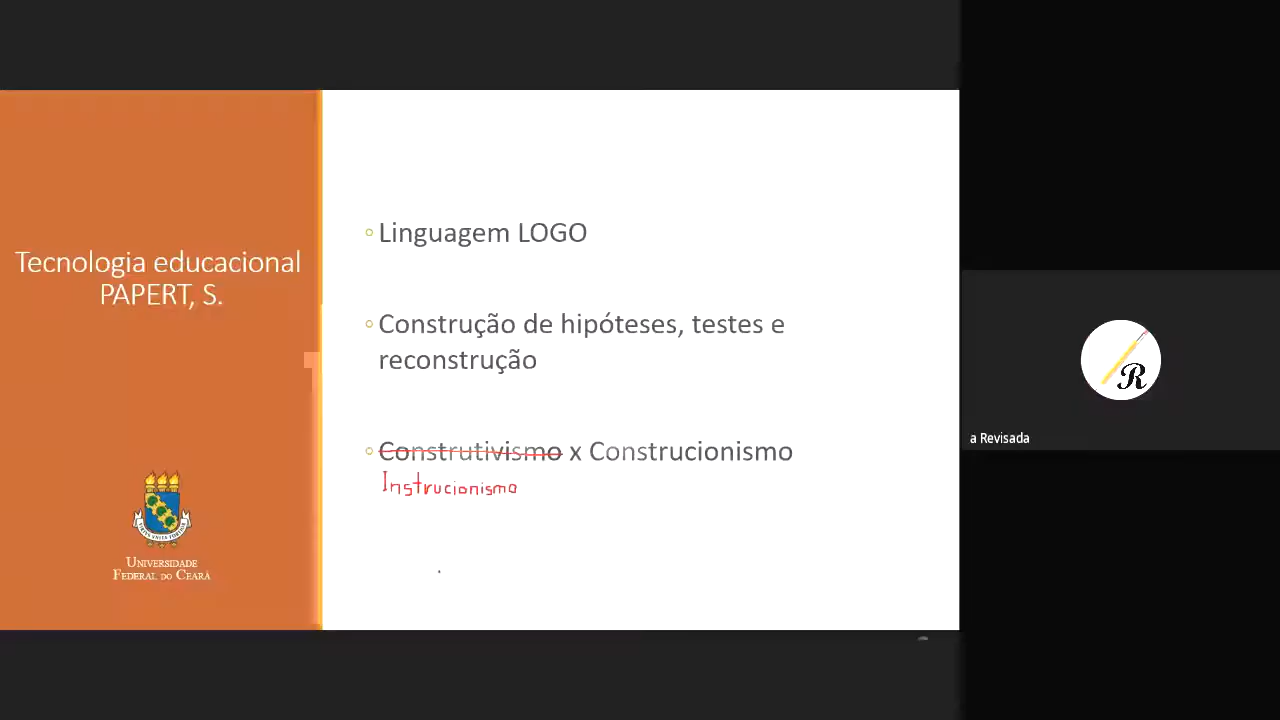 Tecnologia educacional
PAPERT, S.
UNIVERSIDADE
FEDERAL DO CEARÁ
Linguagem LOGO
Construção de hipóteses, testes e
reconstrução
Construtivismo x Construcionismo
Instrucionismo
R
a Revisada